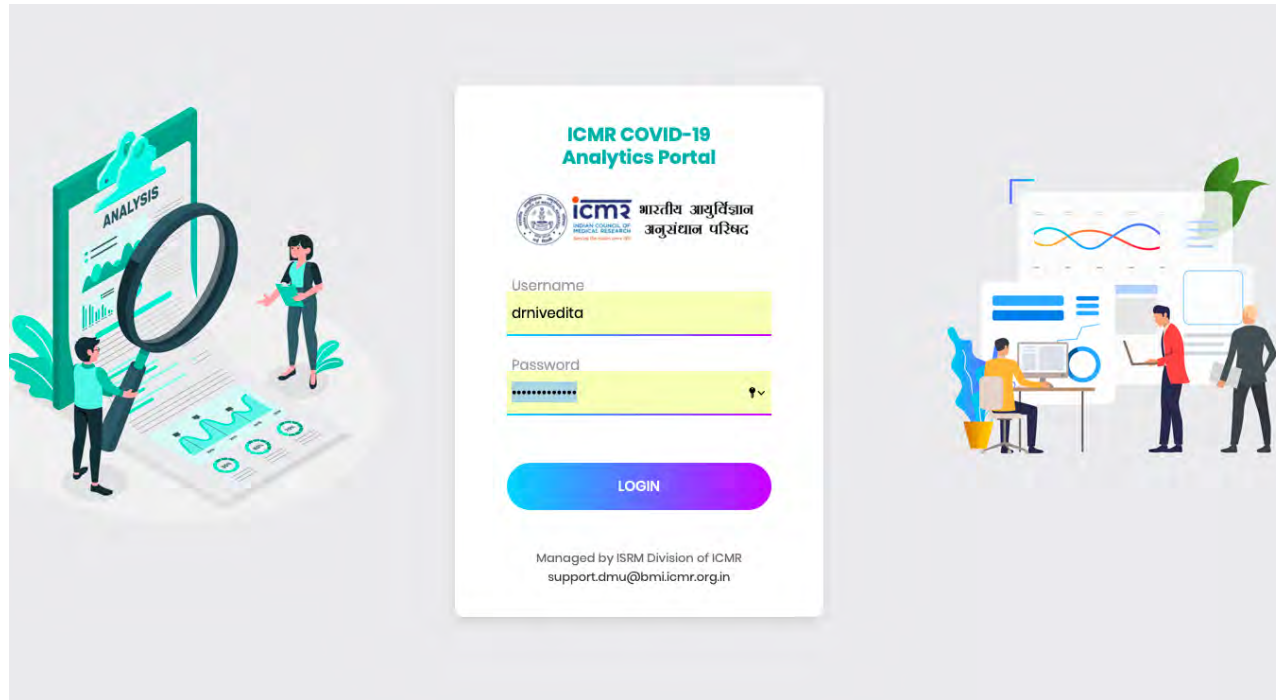 ICMR COVID-19
Analytics Portal
icmr
INDIAN COUNCIL OF
MEDICAL RESEARCH
भारतीय आयुर्विज्ञान
अनुसंधान परिषद
ANALYSIS
Username
drnivedita
Password
LOGIN
Managed by ISRM Division of ICMR
support.dmu@bmi.icmr.org.in